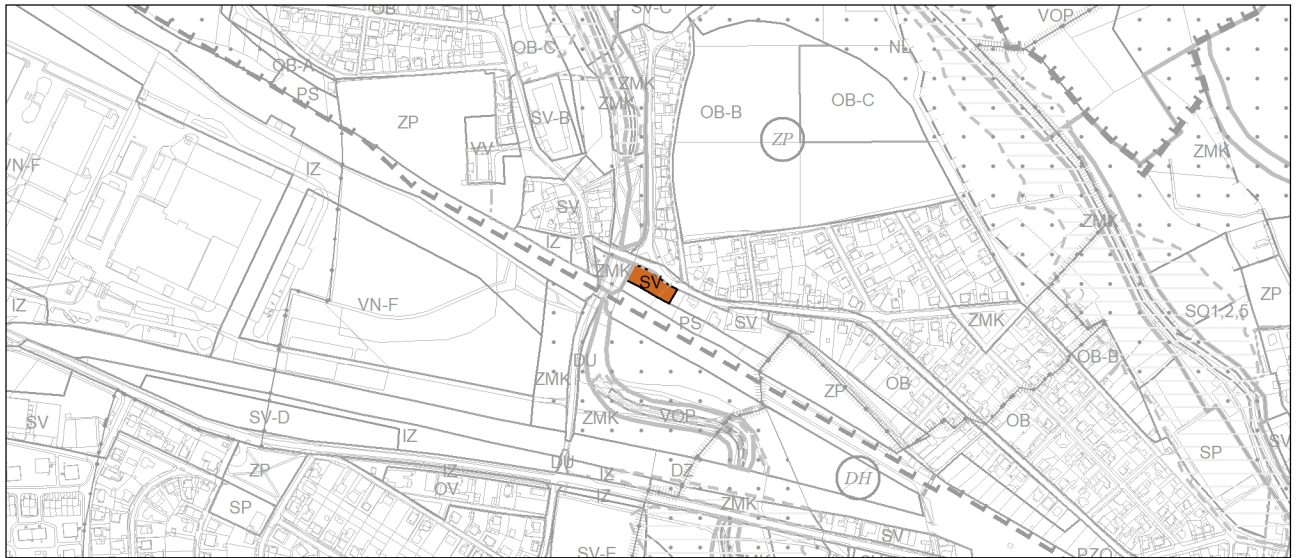 OB
SV-C
VOP
OB-C
NL
OB-A
PS
ZMK
ZMK
OB-B
OB-C
ZP
SV-B
ZP
VV
ZMK
VN-F
IZ
SV
ZMK
IZ
ZMK
SV
ZP
IZ
VN-F
PS
SV
ZMK
SO1,2,5
DU
OB-B
ZMK
ZP
OB
SV-D
ZMK
VOP
OB
SV
IZ
SV
DU
IZ
DZ
SP
ZP
IZ
DH
SP
OV
IZ
ZMK
SV
SV-E
PZO